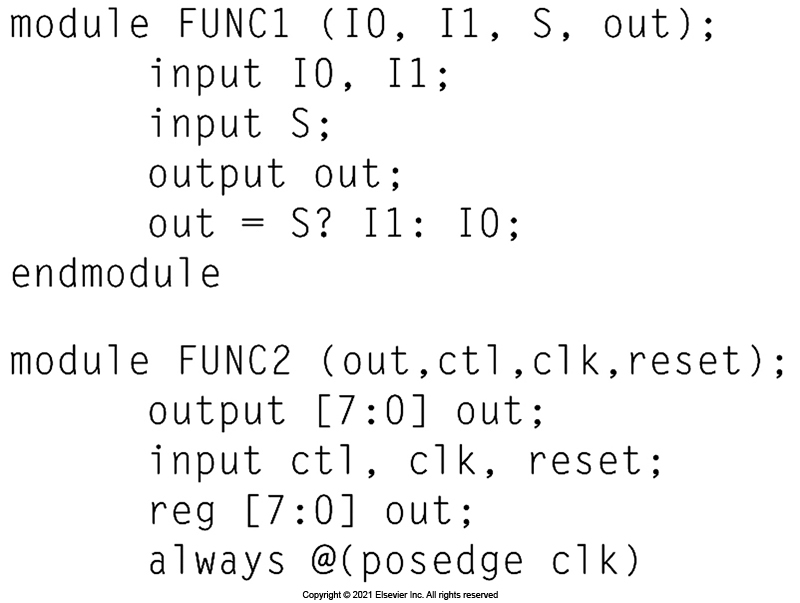 module FUNC1 (I0, I1, S, out);
input I0, I1;
input S;
output out;
out = S? I1: I0;
endmodule
module FUNC2 (out,ctl,clk,reset);
output [7:0] out;
input ctl, clk, reset;
reg [7:0] out;
always @(posedge clk)
Copyright © 2021 Elsevier Inc. All rights reserved